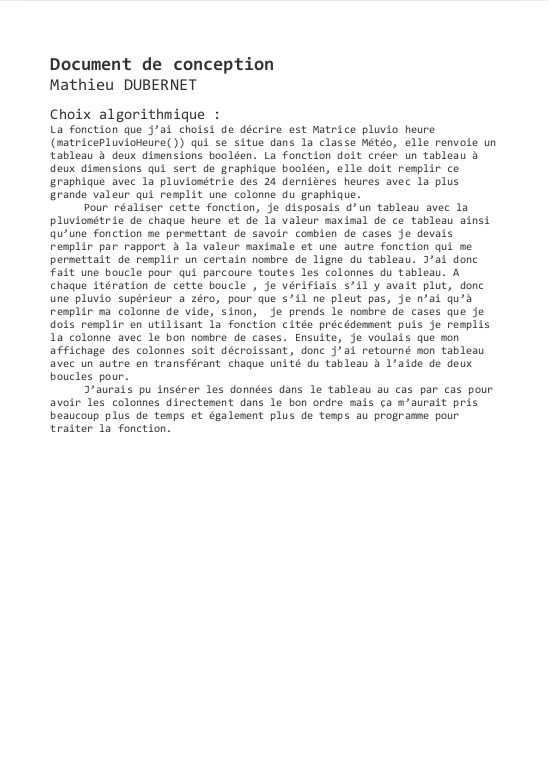 Document de conception
Mathieu DUBERNET
Choix algorithmique :
La fonction que j’ai choisi de décrire est Matrice pluvio heure
(matricePluvioHeure()) qui se situe dans la classe Météo, elle renvoie un
tableau à deux dimensions booléen. La fonction doit créer un tableau à
deux dimensions qui sert de graphique booléen, elle doit remplir ce
graphique avec la pluviométrie des 24 dernières heures avec la plus
grande valeur qui remplit une colonne du graphique.
Pour réaliser cette fonction, je disposais d’un tableau avec la
pluviométrie de chaque heure et de la valeur maximal de ce tableau ainsi
qu’une fonction me permettant de savoir combien de cases je devais
remplir par rapport à la valeur maximale et une autre fonction qui me
permettait de remplir un certain nombre de ligne du tableau. J’ai donc
fait une boucle pour qui parcoure toutes les colonnes du tableau. A
chaque itération de cette boucle , je vérifiais s’il y avait plut, donc
une pluvio supérieur a zéro, pour que s’il ne pleut pas, je n’ai qu’à
remplir ma colonne de vide, sinon,  je prends le nombre de cases que je
dois remplir en utilisant la fonction citée précédemment puis je remplis
la colonne avec le bon nombre de cases. Ensuite, je voulais que mon
affichage des colonnes soit décroissant, donc j’ai retourné mon tableau
avec un autre en transférant chaque unité du tableau à l’aide de deux
boucles pour.
J’aurais pu insérer les données dans le tableau au cas par cas pour
avoir les colonnes directement dans le bon ordre mais ça m’aurait pris
beaucoup plus de temps et également plus de temps au programme pour
traiter la fonction.